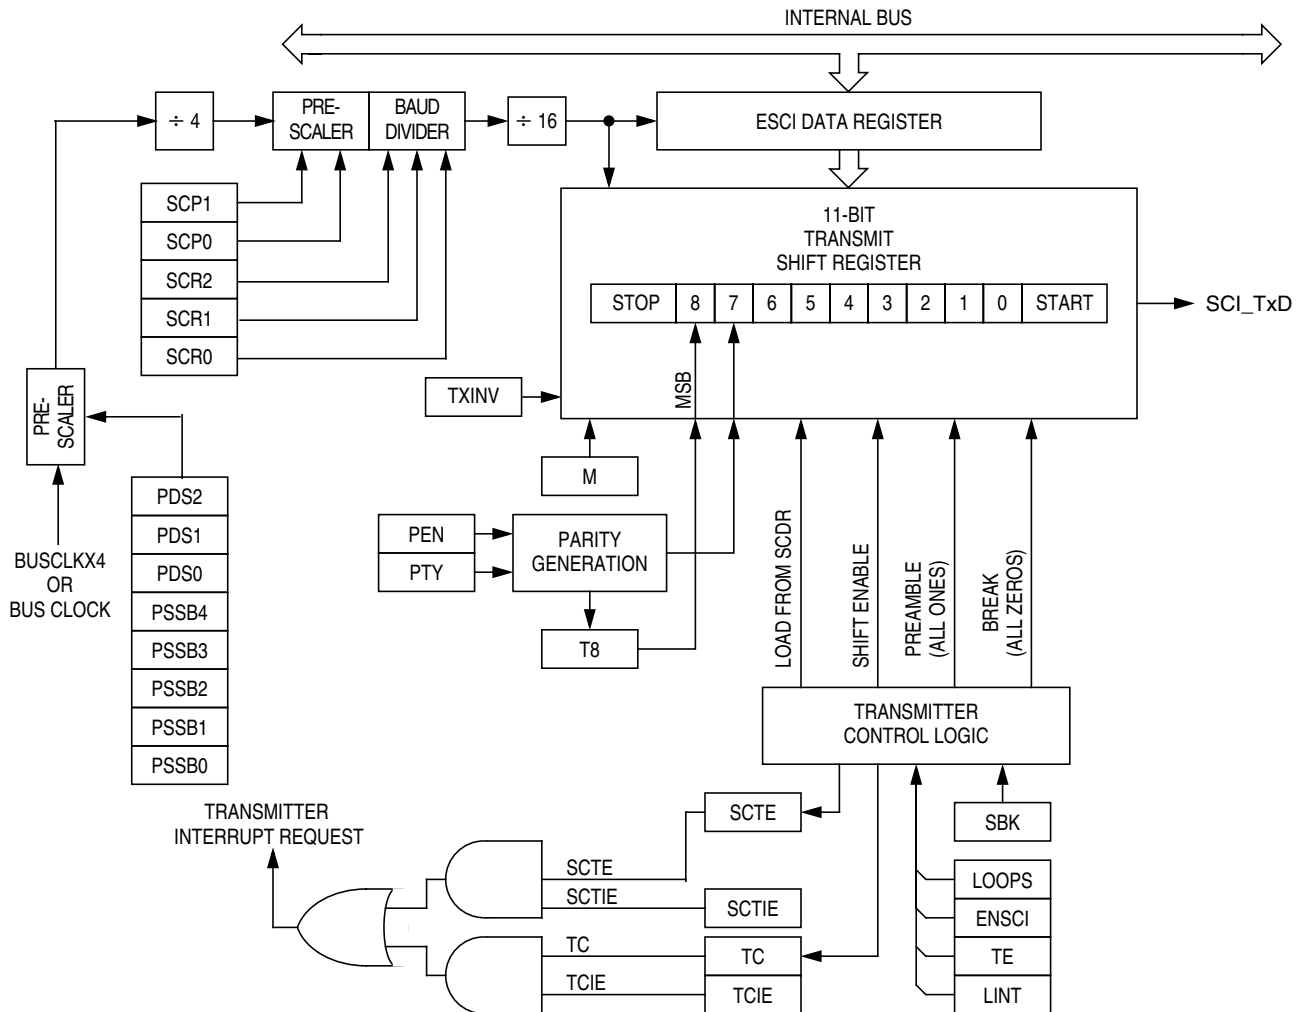 INTERNAL BUS
÷ 4
PRE-
SCALER
BAUD
DIVIDER
÷ 16
ESCI DATA REGISTER
SCP1
SCP0
SCR2
SCR1
SCR0
11-BIT
TRANSMIT
SHIFT REGISTER
STOP 8 7 6 5 4 3 2 1 0 START
SCI_TxD
PRE-
SCALER
TXINV
MSB
M
BUSCLKX4
OR
BUS CLOCK
PDS2
PDS1
PDS0
PSSB4
PSSB3
PSSB2
PSSB1
PSSB0
PEN
PTY
PARITY
GENERATION
T8
LOAD FROM SCDR
SHIFT ENABLE
PREAMBLE
(ALL ONES)
BREAK
(ALL ZEROS)
TRANSMITTER
CONTROL LOGIC
TRANSMITTER
INTERRUPT REQUEST
SCTE
SBK
SCTE
SCTIE
SCTIE
TC
TC
TCIE
TCIE
LOOPS
ENSCI
TE
LINT